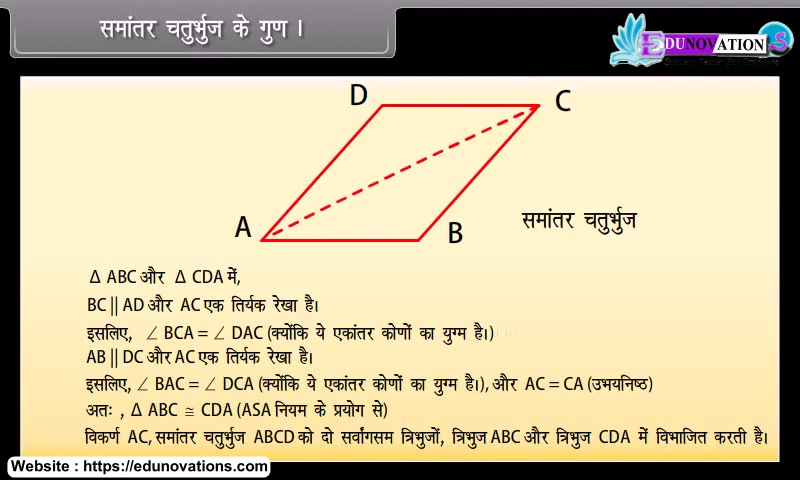 समांतर चतुर्भुज के गुण ।
EDUNOVATIONS
D
C
A
B
समांतर चतुर्भुज
Δ ABC और Δ CDA में,
BC || AD और AC एक तिर्यक रेखा है।
इसलिए, ∠ BCA = ∠ DAC (क्योंकि ये एकांतर कोणों का युग्म है।)
AB || DC और AC एक तिर्यक रेखा है।
इसलिए, ∠ BAC = ∠ DCA (क्योंकि ये एकांतर कोणों का युग्म है।), और AC = CA (उभयनिष्ठ)
अतः , Δ ABC ≅ CDA (ASA नियम के प्रयोग से)
विकर्ण AC, समांतर चतुर्भुज ABCD को दो सर्वांगसम त्रिभुजों, त्रिभुज ABC और त्रिभुज CDA में विभाजित करती है।
Website : https://edunovations.com